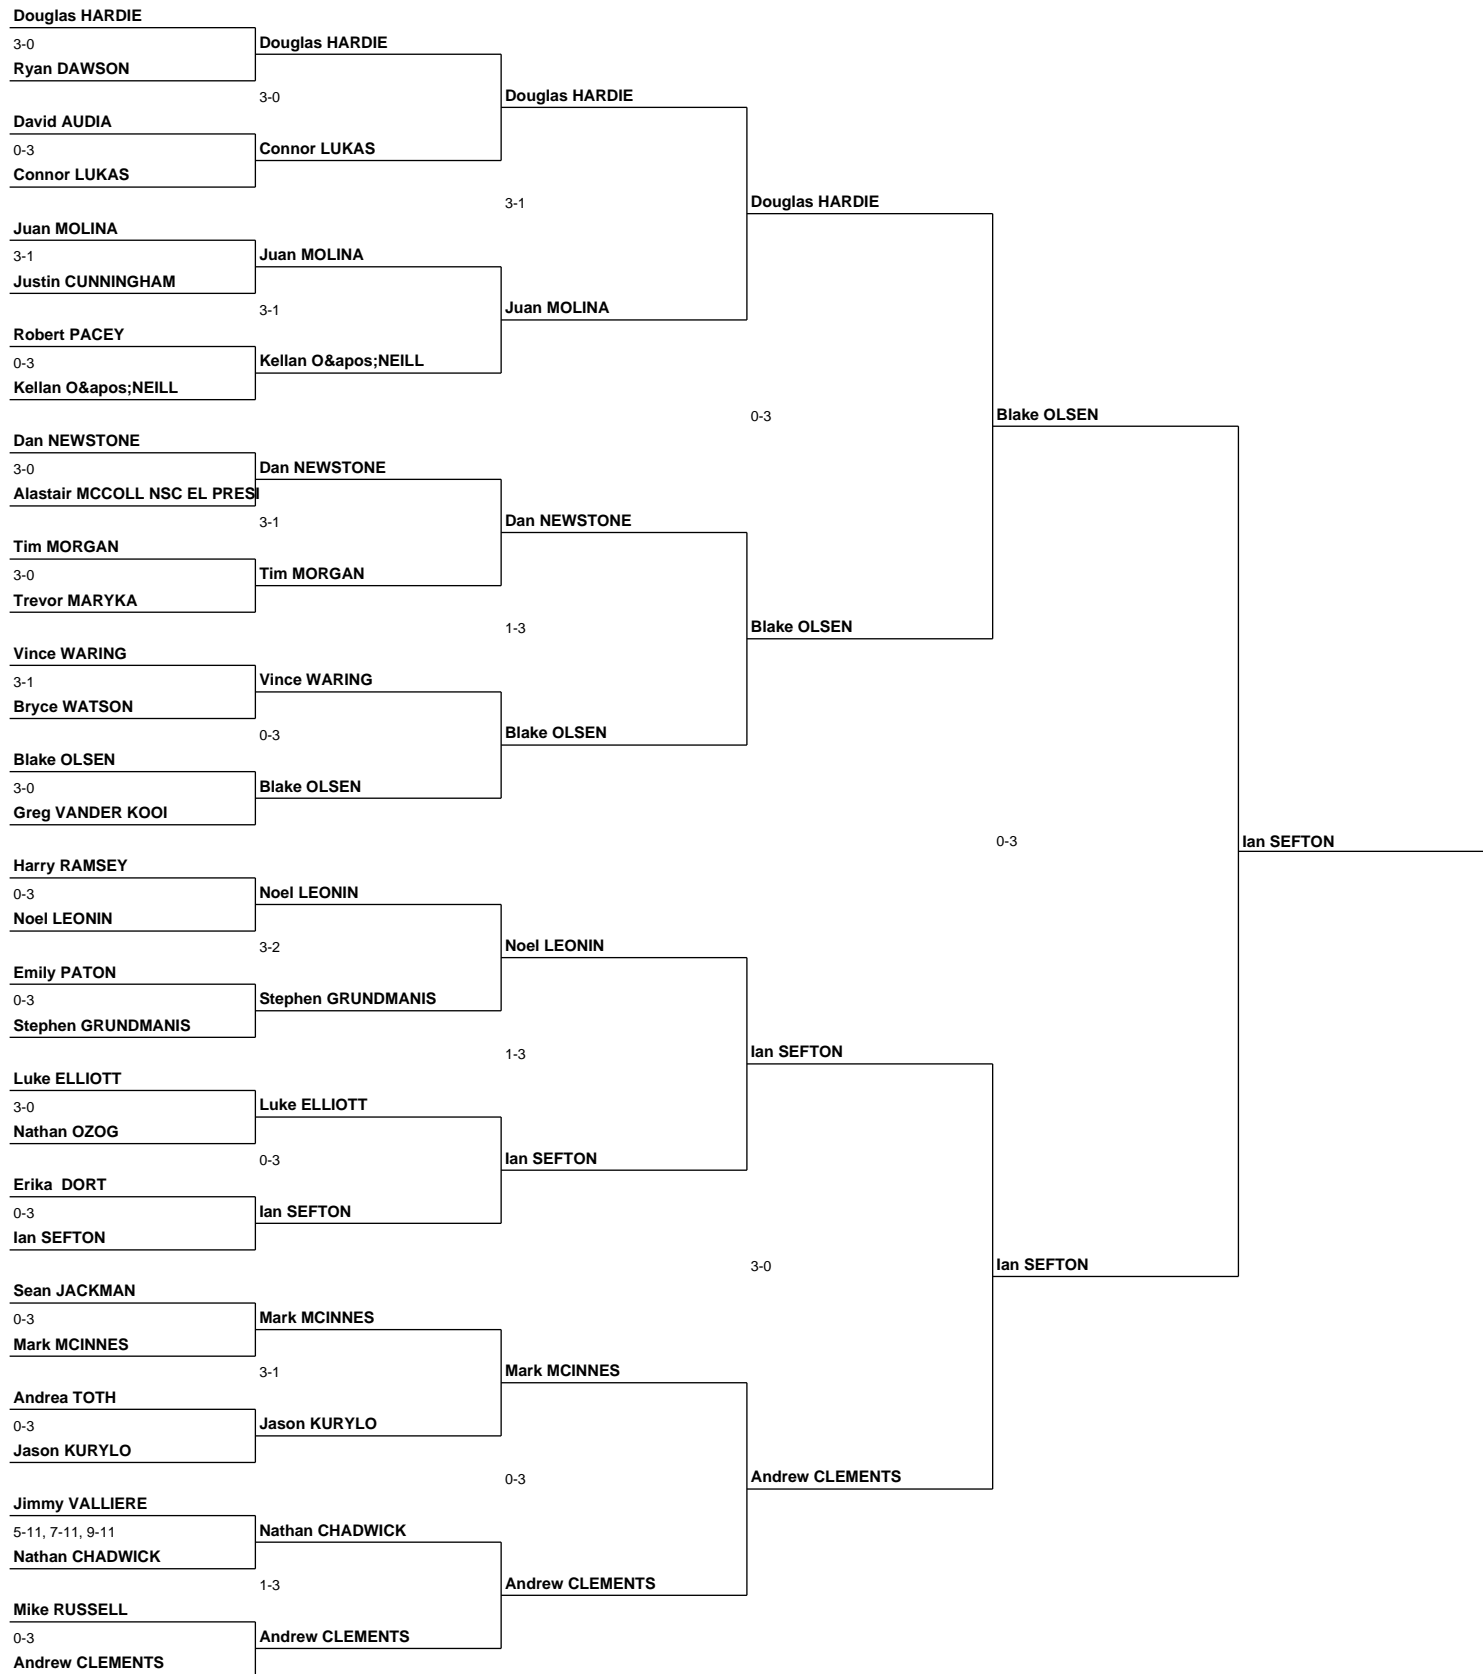 Douglas HARDIE
3-0
Ryan DAWSON
David AUDIA
0-3
Connor LUKAS
Juan MOLINA
3-1
Justin CUNNINGHAM
Robert PACEY
0-3
Kellan O&apos;NEILL
Dan NEWSTONE
3-0
Alastair MCCOLL NSC EL PRESI
Tim MORGAN
3-0
Trevor MARYKA
Vince WARING
3-1
Bryce WATSON
Blake OLSEN
3-0
Greg VANDER KOOI
Harry RAMSEY
0-3
Noel LEONIN
Emily PATON
0-3
Stephen GRUNDMANIS
Luke ELLIOTT
3-0
Nathan OZOG
Erika  DORT
0-3
Ian SEFTON
Sean JACKMAN
0-3
Mark MCINNES
Andrea TOTH
0-3
Jason KURYLO
Jimmy VALLIERE
5-11, 7-11, 9-11
Nathan CHADWICK
Mike RUSSELL
0-3
Andrew CLEMENTS
Douglas HARDIE
3-0
Connor LUKAS
Juan MOLINA
3-1
Kellan O&apos;NEILL
Dan NEWSTONE
3-1
Tim MORGAN
Vince WARING
0-3
Blake OLSEN
Noel LEONIN
3-2
Stephen GRUNDMANIS
Luke ELLIOTT
0-3
Ian SEFTON
Mark MCINNES
3-1
Jason KURYLO
Nathan CHADWICK
1-3
Andrew CLEMENTS
Douglas HARDIE
3-1
Juan MOLINA
Dan NEWSTONE
1-3
Blake OLSEN
Noel LEONIN
1-3
Ian SEFTON
Mark MCINNES
0-3
Andrew CLEMENTS
Douglas HARDIE
0-3
Blake OLSEN
Ian SEFTON
3-0
Andrew CLEMENTS
Blake OLSEN
0-3
Ian SEFTON
Ian SEFTON